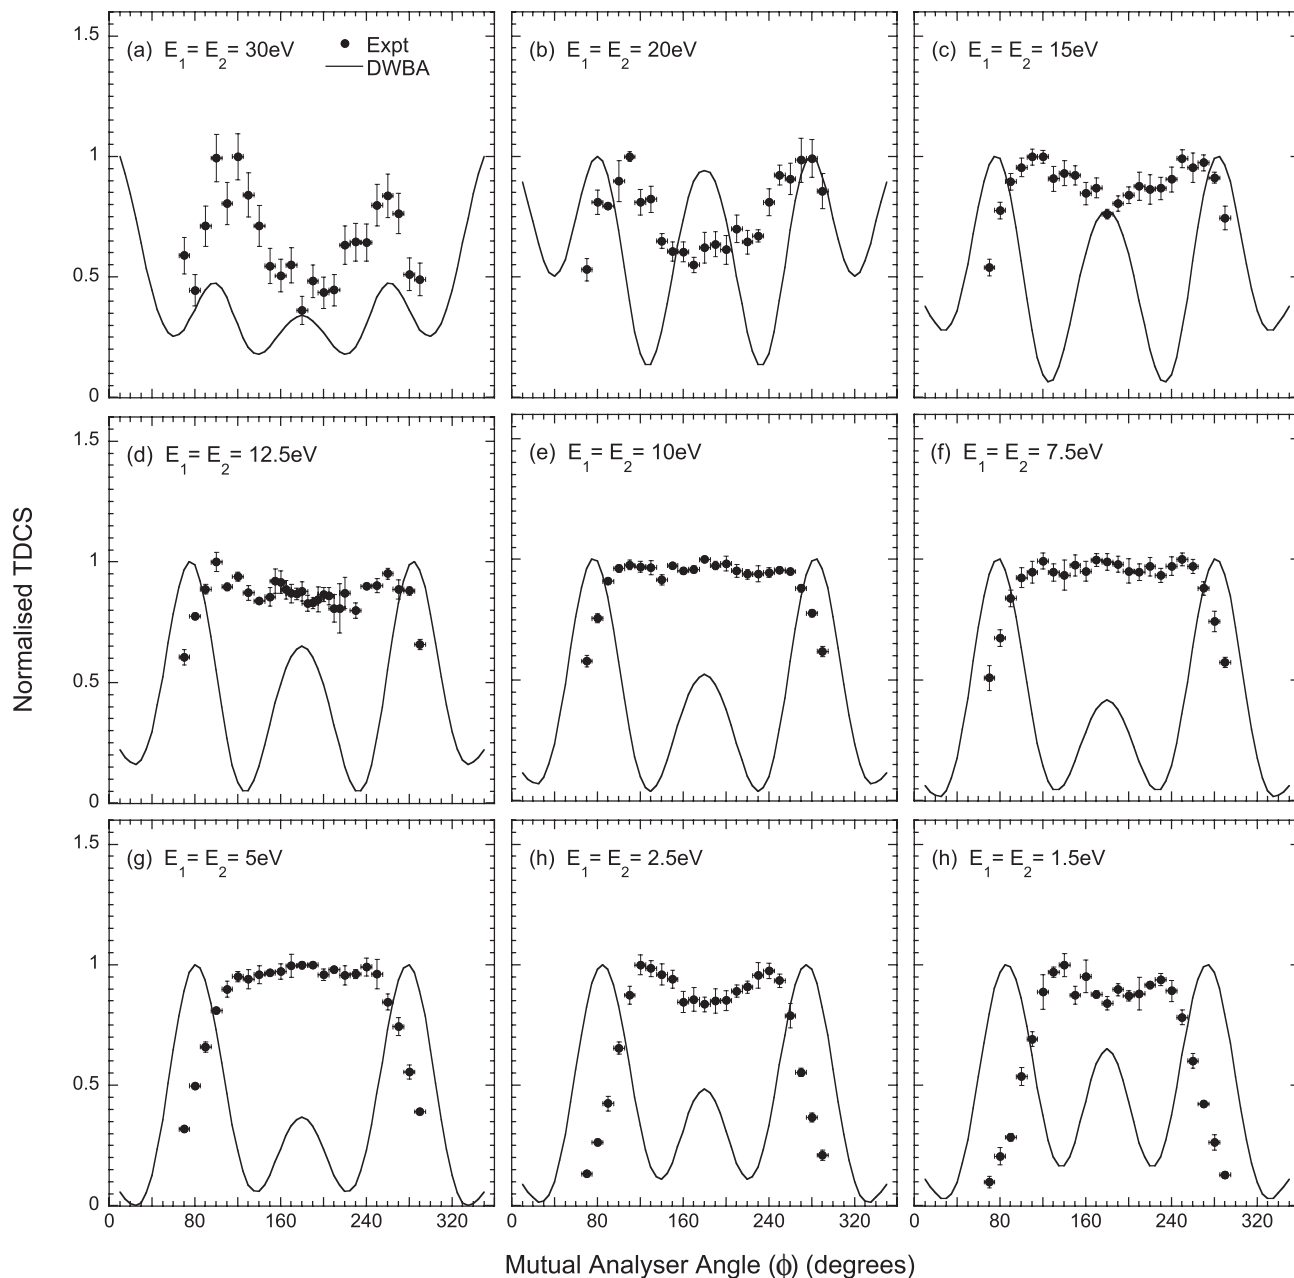 1.5
(a) E1 = E2 = 30eV
Expt
DWBA
(b) E1 = E2 = 20eV
(c) E1 = E2 = 15eV
1
0.5
0
1.5
(d) E1 = E2 = 12.5eV
(e) E1 = E2 = 10eV
(f) E1 = E2 = 7.5eV
1
0.5
0
Normalised TDCS
1.5
(g) E1 = E2 = 5eV
(h) E1 = E2 = 2.5eV
(h) E1 = E2 = 1.5eV
1
0.5
0
0 80 160 240 320 0 80 160 240 320 0 80 160 240 320
Mutual Analyser Angle (ϕ) (degrees)